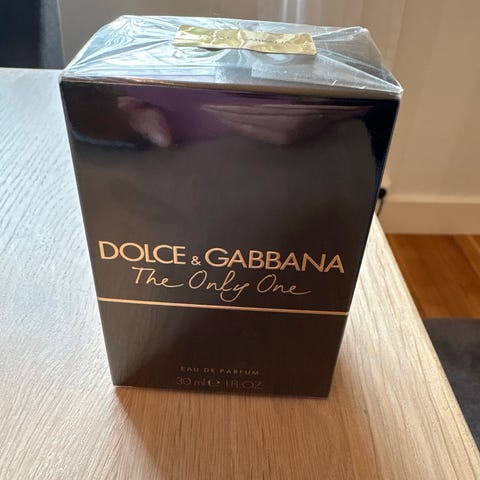 DOLCE & GABBANA
The Only One
EAU DE PARFUM
30 ml ℮ 1 FL.OZ